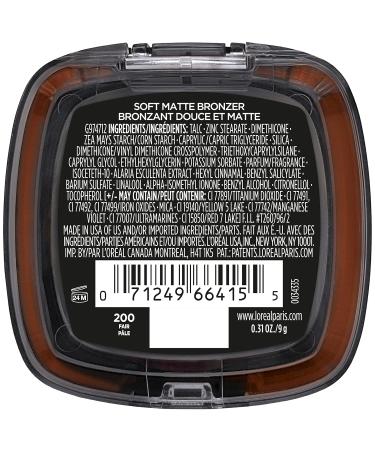 SOFT MATTE BRONZER
BRONZANT DOUCE ET MATTE
G974712 INGREDIENTS/INGRÉDIENTS: TALC • ZINC STEARATE • DIMETHICONE •
ZEA MAYS STARCH/CORN STARCH • CAPRYLIC/CAPRIC TRIGLYCERIDE • SILICA •
DIMETHICONE/VINYL DIMETHICONE CROSSPOLYMER • TRIETHOXYCAPRYLYLSILANE •
CAPRYLYL GLYCOL • ETHYLHEXYLGLYCERIN • POTASSIUM SORBATE • PARFUM/FRAGRANCE •
ISOCETETH-10 • ALARIA ESCULENTA EXTRACT • HEXYL CINNAMAL • BENZYL SALICYLATE •
BARIUM SULFATE • LINALOOL • ALPHA-ISOMETHYL IONONE • BENZYL ALCOHOL • CITRONELLOL •
TOCOPHEROL [+/- MAY CONTAIN/PEUT CONTENIR: CI 77891/TITANIUM DIOXIDES • CI 77491,
CI 77492, CI 77499/IRON OXIDES • MICA • CI 19140/YELLOW 5 LAKE • CI 77742/MANGANESE
VIOLET • CI 77007/ULTRAMARINES • CI 15850/RED 7 LAKE] F.I.L. #T260796/2
MADE IN USA OF US AND/OR IMPORTED INGREDIENTS. FAIT AUX É.-U. AVEC DES
INGRÉDIENTS/PARTIES AMÉRICAINS ET/OU IMPORTÉS. L'OREAL USA INC., NEW YORK, NY 10001.
IMP. BY/PAR L'OREAL CANADA MONTREAL, H4T 1K5 PAT.: PATENTS.LOREALPARIS.COM
24 M
0 71249 66415 5
0034335
200
FAIR
PÂLE
www.lorealparis.com
0.31 OZ./9 g